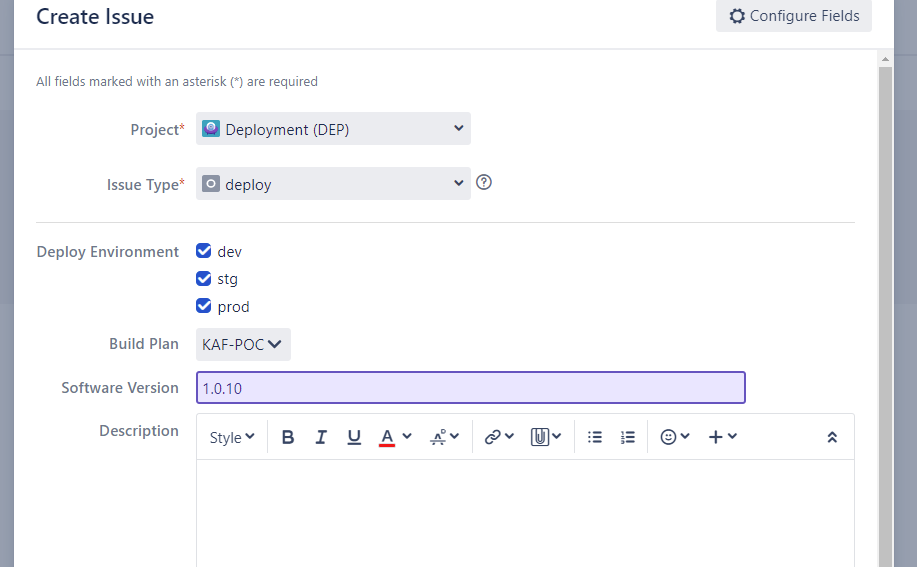 Create Issue
Configure Fields
All fields marked with an asterisk (*) are required
Project* Deployment (DEP)
Issue Type* deploy
Deploy Environment dev
stg
prod
Build Plan KAF-POC
Software Version 1.0.10
Description Style B I U A